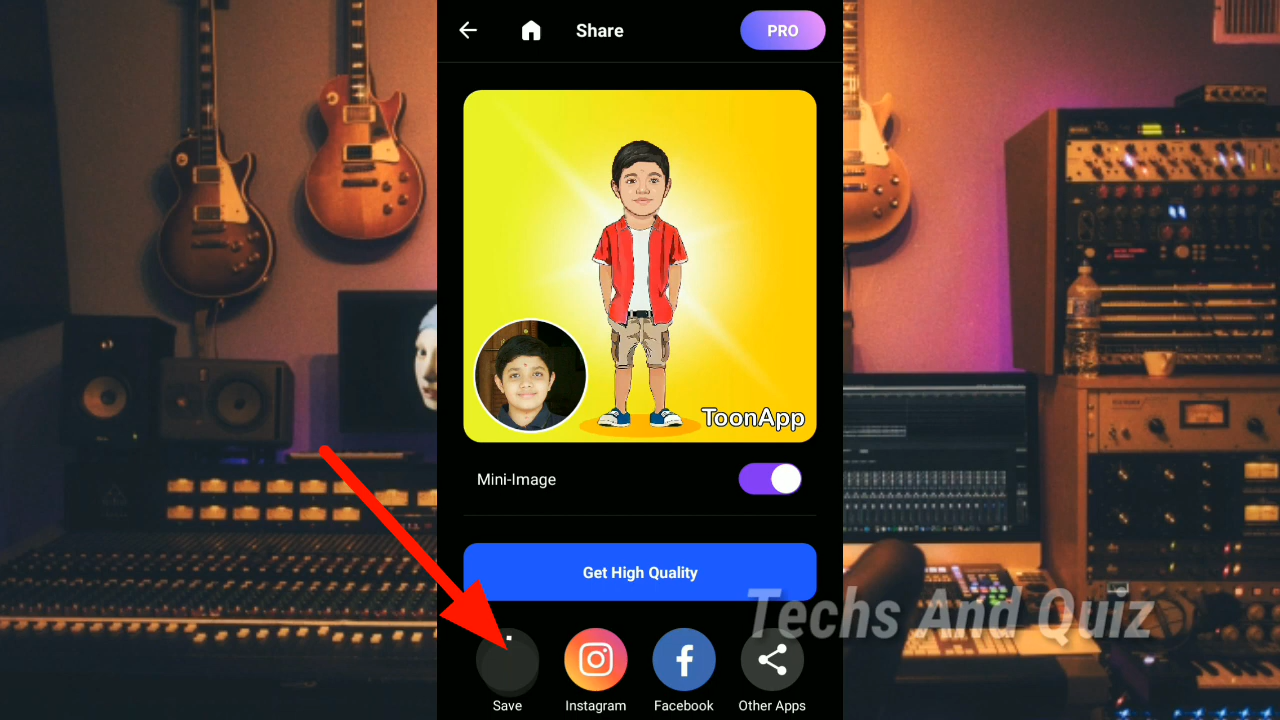 Share
PRO
ToonApp
Mini-Image
Get High Quality
Techs And Quiz
Save
Instagram
Facebook
Other Apps